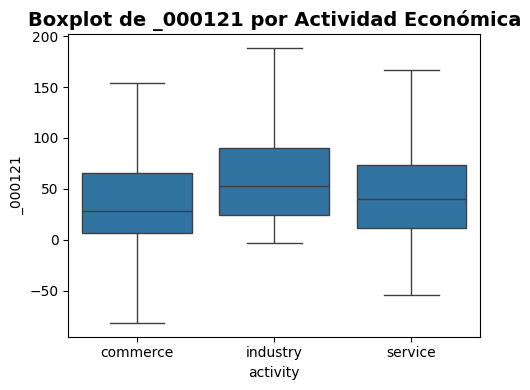 Boxplot de _000121 por Actividad Económica
200
150
100
50
0
−50
_000121
commerce industry service
activity